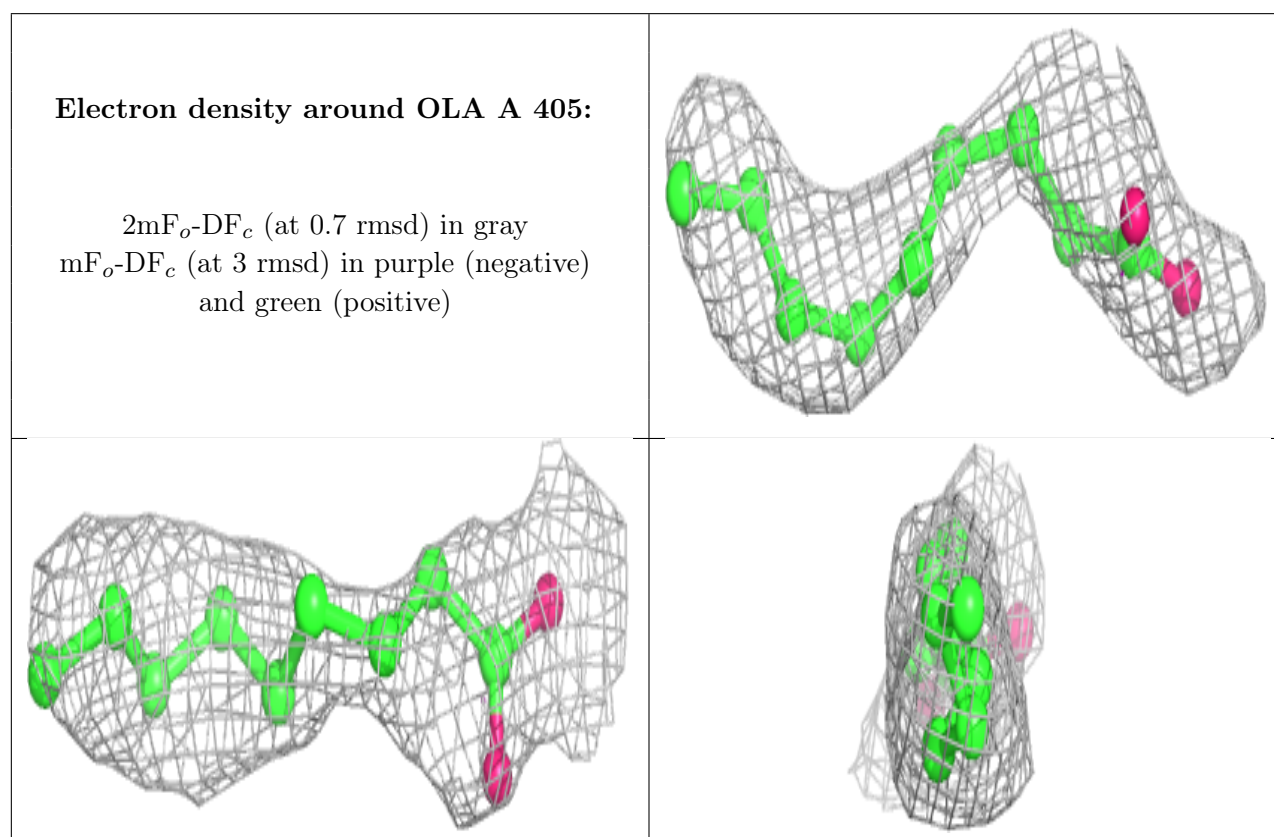 Electron density around OLA A 405:
2mFo-DFc (at 0.7 rmsd) in gray
mFo-DFc (at 3 rmsd) in purple (negative)
and green (positive)